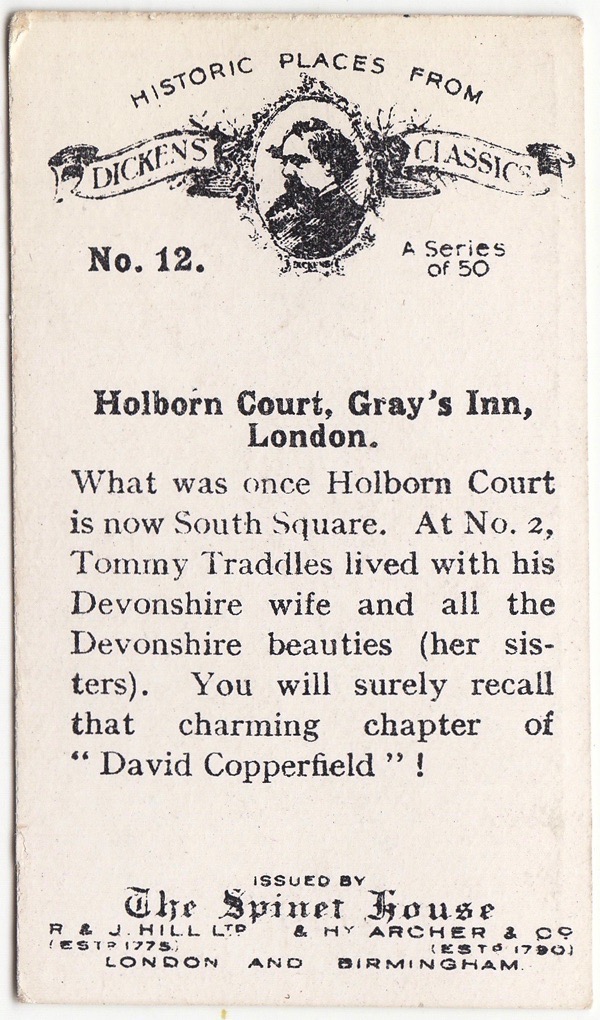 HISTORIC PLACES FROM
DICKENS' CLASSICS
DICKENS
No. 12.
A Series
of 50
Holborn Court, Gray's Inn,
London.
What was once Holborn Court
is now South Square. At No. 2,
Tommy Traddles lived with his
Devonshire wife and all the
Devonshire beauties (her sis-
ters). You will surely recall
that charming chapter of
" David Copperfield " !
ISSUED BY
The Spinet House
R & J. HILL LTD & HY ARCHER & CO
(ESTD 1775) (ESTD 1790)
LONDON AND BIRMINGHAM.